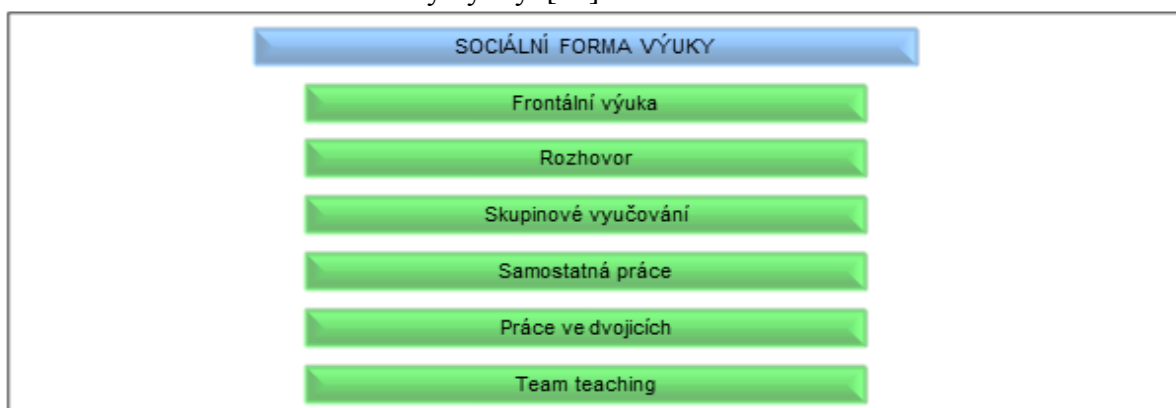 SOCIÁLNÍ FORMA VÝUKY
Frontální výuka
Rozhovor
Skupinové vyučování
Samostatná práce
Práce ve dvojicích
Team teaching